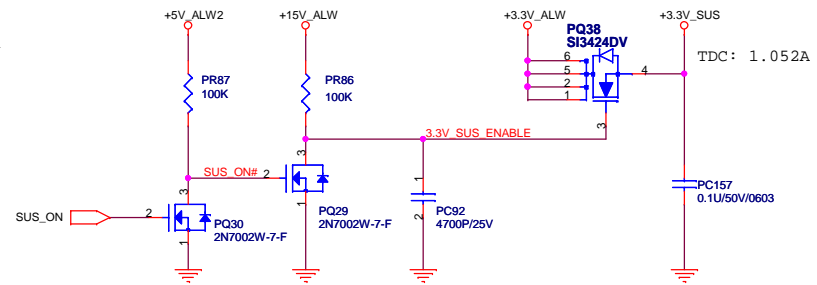 +5V_ALW2
+15V_ALW
+3.3V_ALW
+3.3V_SUS
PQ38
SI3424DV
6
5
2
1
4
3
TDC: 1.052A
PR87
100K
PR86
100K
3.3V_SUS_ENABLE
SUS_ON#
2
3
1
PQ29
2N7002W-7-F
1
2
PC92
4700P/25V
PC157
0.1U/50V/0603
SUS_ON
2
3
1
PQ30
2N7002W-7-F